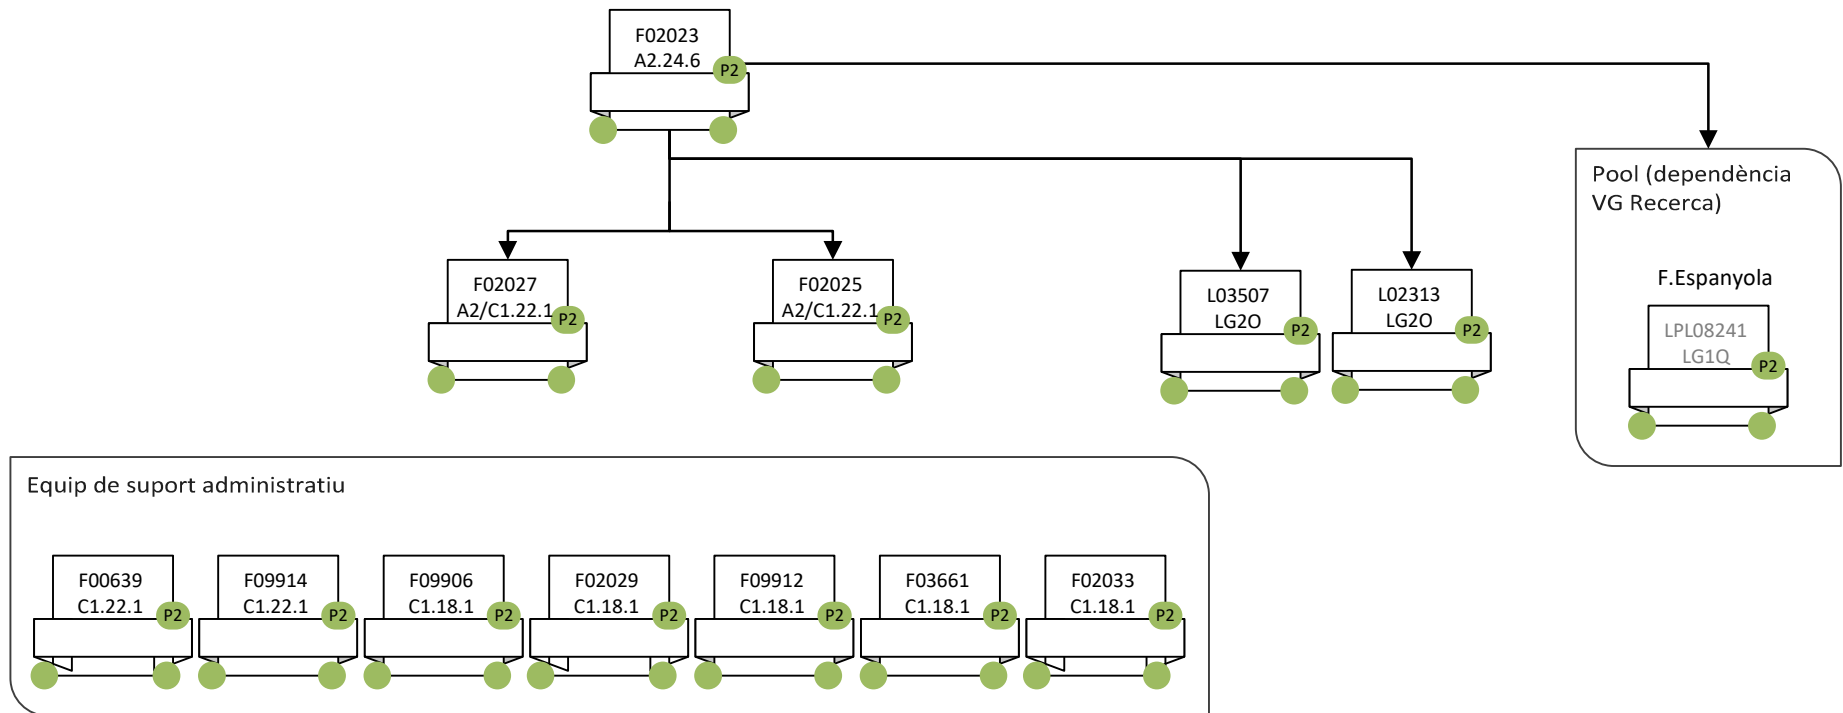 F02023
A2.24.6
P2
Pool (dependència
VG Recerca)
F.Espanyola
LPL08241
LG1Q
P2
F02027
A2/C1.22.1
P2
F02025
A2/C1.22.1
P2
L03507
LG2O
P2
L02313
LG2O
P2
Equip de suport administratiu
F00639
C1.22.1
P2
F09914
C1.22.1
P2
F09906
C1.18.1
P2
F02029
C1.18.1
P2
F09912
C1.18.1
P2
F03661
C1.18.1
P2
F02033
C1.18.1
P2